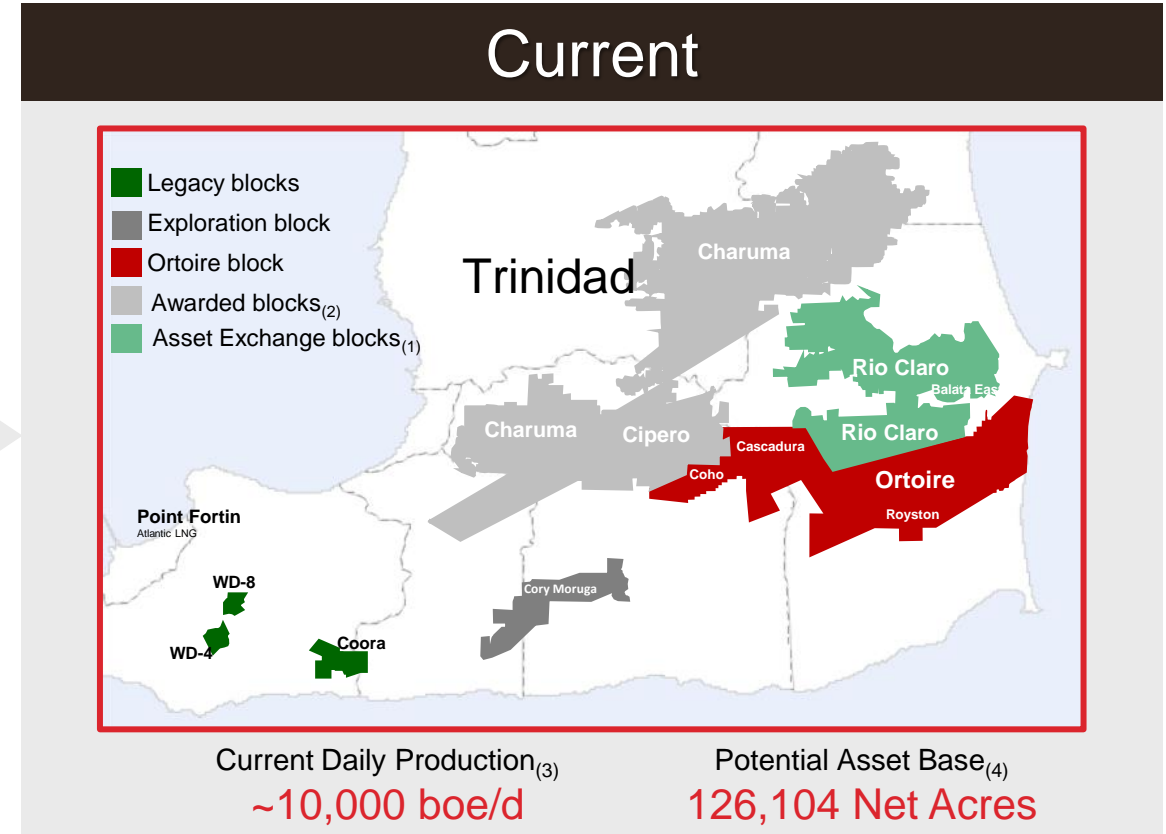 Current
Legacy blocks
Exploration block
Ortoire block
Awarded blocks(2)
Asset Exchange blocks(1)
Trinidad
Charuma
Rio Claro
Balata East
Charuma
Cipero
Rio Claro
Cascadura
Coho
Ortoire
Royston
Point Fortin
Atlantic LNG
WD-8
Cory Moruga
WD-4
Coora
Current Daily Production(3)
~10,000 boe/d
Potential Asset Base(4)
126,104 Net Acres